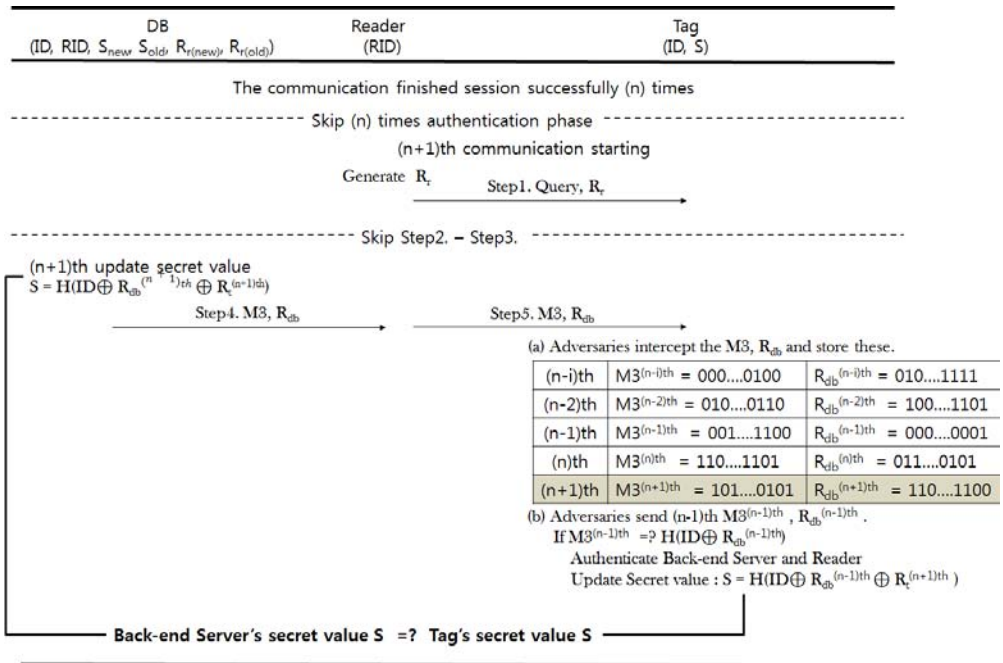 DB Reader Tag
(ID, RID, Sₙₑw, Sₒₗd, Rr(new), Rr(old)) (RID) (ID, S)
The communication finished session successfully (n) times
Skip (n) times authentication phase
(n+1)th communication starting
Generate Rr Step1. Query, Rr
Skip Step2. – Step3.
(n+1)th update secret value
S = H(ID⊕ Rdb(n+1)th ⊕ Rt(n+1)th)
Step4. M3, Rdb Step5. M3, Rdb
(a) Adversaries intercept the M3, Rdb and store these.
(n-i)th M3(n-i)th = 000....0100 Rdb(n-i)th = 010....1111
(n-2)th M3(n-2)th = 010....0110 Rdb(n-2)th = 100....1101
(n-1)th M3(n-1)th = 001....1100 Rdb(n-1)th = 000....0001
(n)th M3(n)th = 110....1101 Rdb(n)th = 011....0101
(n+1)th M3(n+1)th = 101....0101 Rdb(n+1)th = 110....1100
(b) Adversaries send (n-1)th M3(n-1)th , Rdb(n-1)th .
If M3(n-1)th =? H(ID⊕ Rdb(n-1)th)
Authenticate Back-end Server and Reader
Update Secret value : S = H(ID⊕ Rdb(n-1)th ⊕ Rt(n+1)th )
Back-end Server's secret value S =? Tag's secret value S